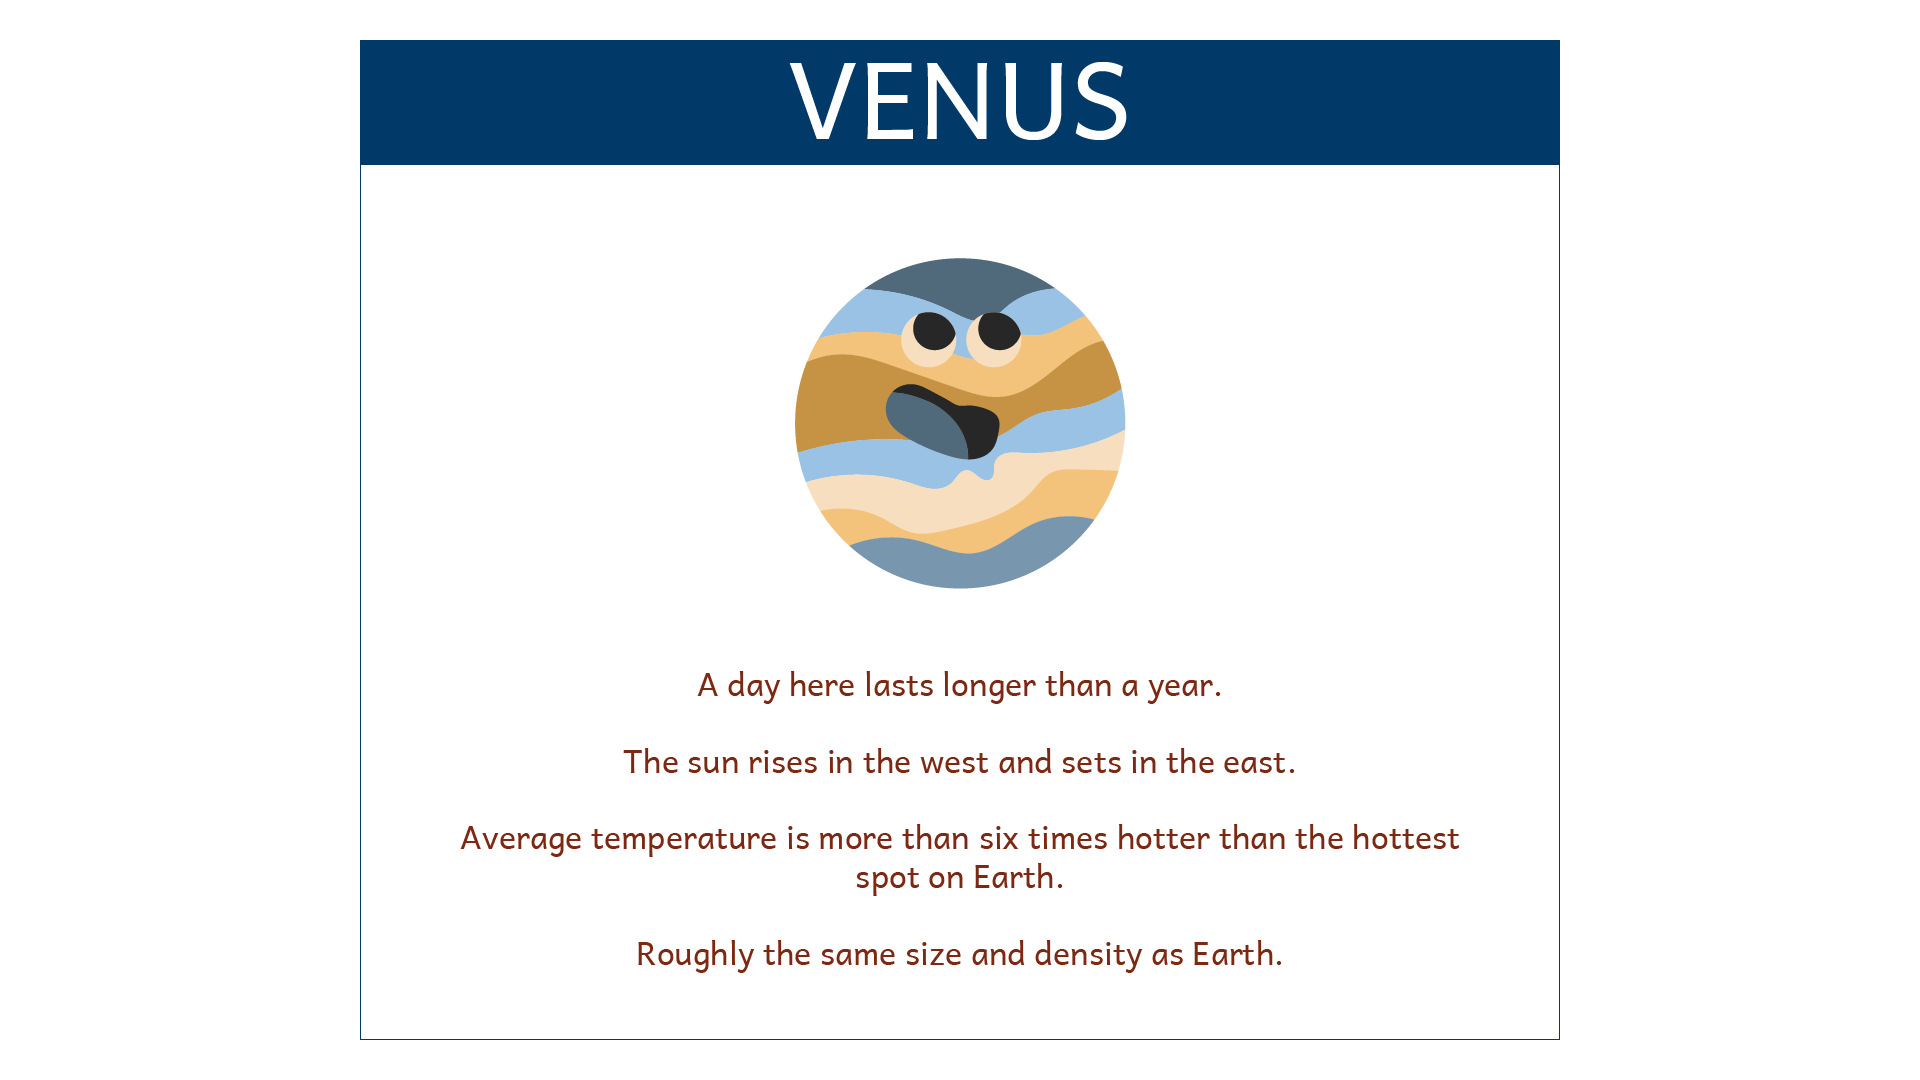 VENUS
A day here lasts longer than a year.
The sun rises in the west and sets in the east.
Average temperature is more than six times hotter than the hottest
spot on Earth.
Roughly the same size and density as Earth.